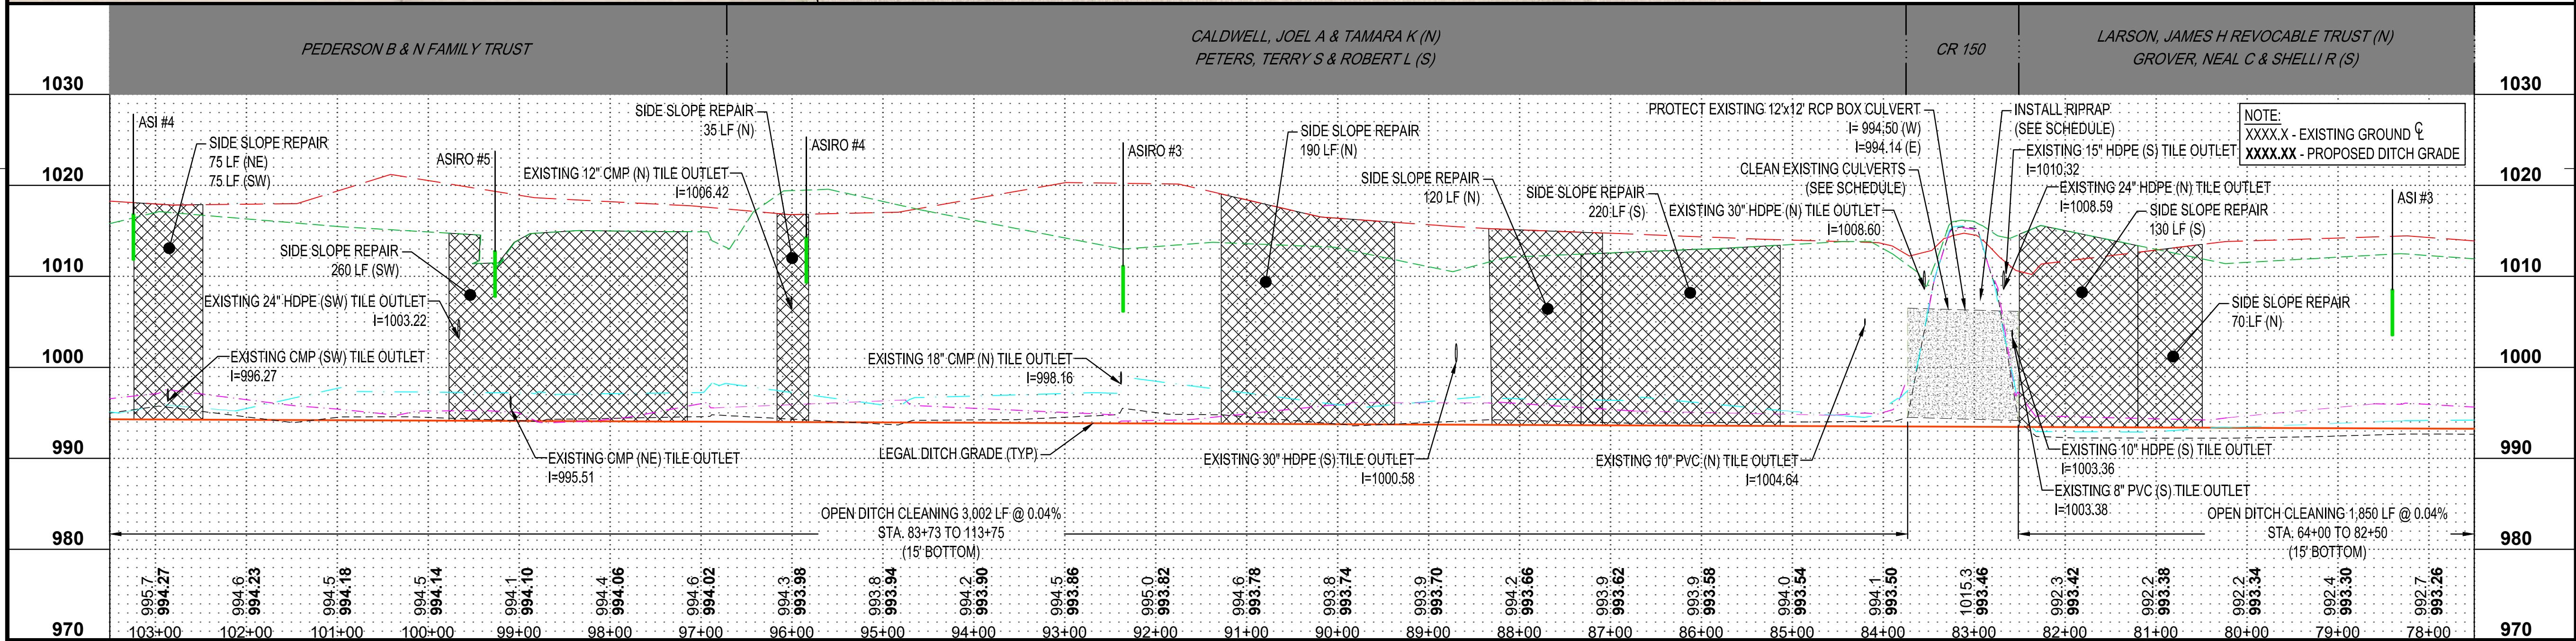 PEDERSON B & N FAMILY TRUST
CALDWELL, JOEL A & TAMARA K (N)
PETERS, TERRY S & ROBERT L (S)
CR 150
LARSON, JAMES H REVOCABLE TRUST (N)
GROVER, NEAL C & SHELLI R (S)
1030
1020
1010
1000
990
980
970
ASI #4
SIDE SLOPE REPAIR
75 LF (NE)
75 LF (SW)
SIDE SLOPE REPAIR
260 LF (SW)
EXISTING 24" HDPE (SW) TILE OUTLET
I=1003.22
EXISTING CMP (SW) TILE OUTLET
I=996.27
ASIRO #5
EXISTING CMP (NE) TILE OUTLET
I=995.51
SIDE SLOPE REPAIR
35 LF (N)
EXISTING 12" CMP (N) TILE OUTLET
I=1006.42
ASIRO #4
EXISTING 18" CMP (N) TILE OUTLET
I=998.16
LEGAL DITCH GRADE (TYP)
ASIRO #3
SIDE SLOPE REPAIR
190 LF (N)
SIDE SLOPE REPAIR
120 LF (N)
EXISTING 30" HDPE (S) TILE OUTLET
I=1000.58
SIDE SLOPE REPAIR
220 LF (S)
EXISTING 10" PVC (N) TILE OUTLET
I=1004.64
PROTECT EXISTING 12'x12' RCP BOX CULVERT
I= 994.50 (W)
I=994.14 (E)
CLEAN EXISTING CULVERTS
(SEE SCHEDULE)
EXISTING 30" HDPE (N) TILE OUTLET
I=1008.60
INSTALL RIPRAP
(SEE SCHEDULE)
EXISTING 15" HDPE (S) TILE OUTLET
I=1010.32
EXISTING 24" HDPE (N) TILE OUTLET
I=1008.59
SIDE SLOPE REPAIR
130 LF (S)
SIDE SLOPE REPAIR
70 LF (N)
EXISTING 10" HDPE (S) TILE OUTLET
I=1003.36
EXISTING 8" PVC (S) TILE OUTLET
I=1003.38
ASI #3
NOTE:
XXXX.X - EXISTING GROUND ℄
XXXX.XX - PROPOSED DITCH GRADE
1030
1020
1010
1000
990
980
970
OPEN DITCH CLEANING 3,002 LF @ 0.04%
STA. 83+73 TO 113+75
(15' BOTTOM)
OPEN DITCH CLEANING 1,850 LF @ 0.04%
STA. 64+00 TO 82+50
(15' BOTTOM)
995.7
994.27
994.6
994.23
994.5
994.18
994.5
994.14
994.1
994.10
994.4
994.06
994.6
994.02
994.3
993.98
993.8
993.94
994.2
993.90
994.5
993.86
995.0
993.82
994.6
993.78
993.8
993.74
993.9
993.70
994.2
993.66
993.9
993.62
993.9
993.58
994.0
993.54
994.1
993.50
1015.3
993.46
992.3
993.42
992.2
993.38
992.2
993.34
992.4
993.30
992.7
993.26
103+00 102+00 101+00 100+00 99+00 98+00 97+00 96+00 95+00 94+00 93+00 92+00 91+00 90+00 89+00 88+00 87+00 86+00 85+00 84+00 83+00 82+00 81+00 80+00 79+00 78+00